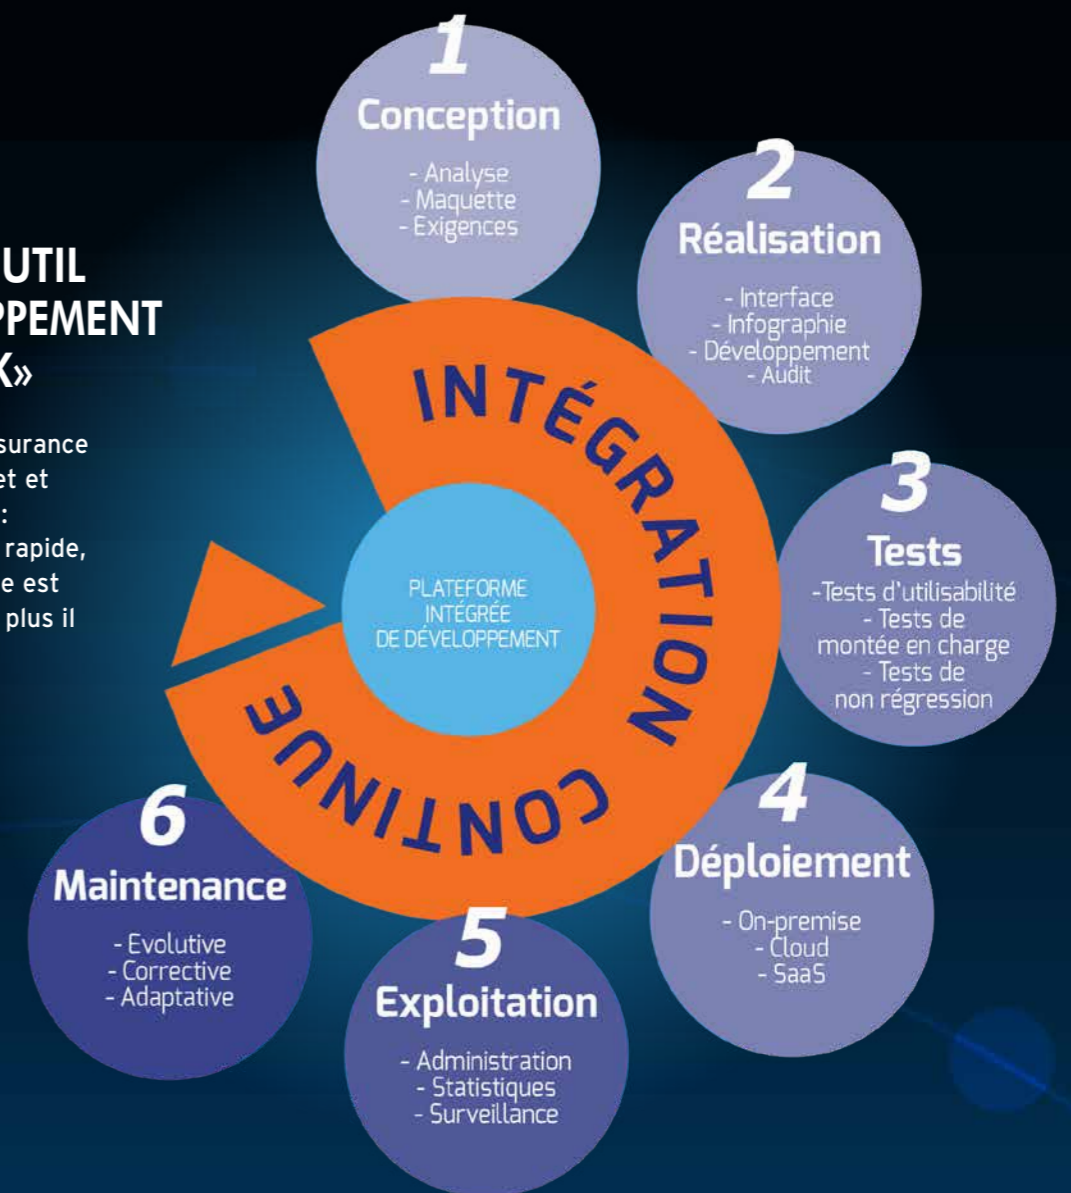 UTIL
PPEMENT
X»
surance
et et
:
rapide,
e est
plus il
1
Conception
- Analyse
- Maquette
- Exigences
2
Réalisation
- Interface
- Infographie
- Développement
- Audit
3
Tests
-Tests d'utilisabilité
- Tests de
montée en charge
- Tests de
non régression
4
Déploiement
- On-premise
- Cloud
- SaaS
5
Exploitation
- Administration
- Statistiques
- Surveillance
6
Maintenance
- Evolutive
- Corrective
- Adaptative
INTÉGRATION CONTINUE
PLATEFORME
INTÉGRÉE
DE DÉVELOPPEMENT